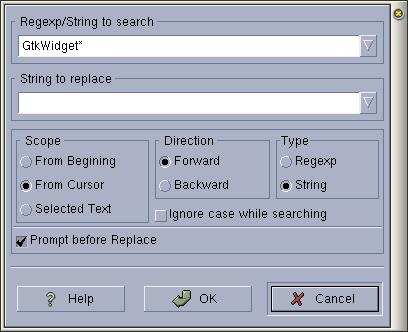 Regexp/String to search
GtkWidget*
String to replace
Scope
From Begining
From Cursor
Selected Text
Direction
Forward
Backward
Type
Regexp
String
Ignore case while searching
Prompt before Replace
Help
OK
Cancel